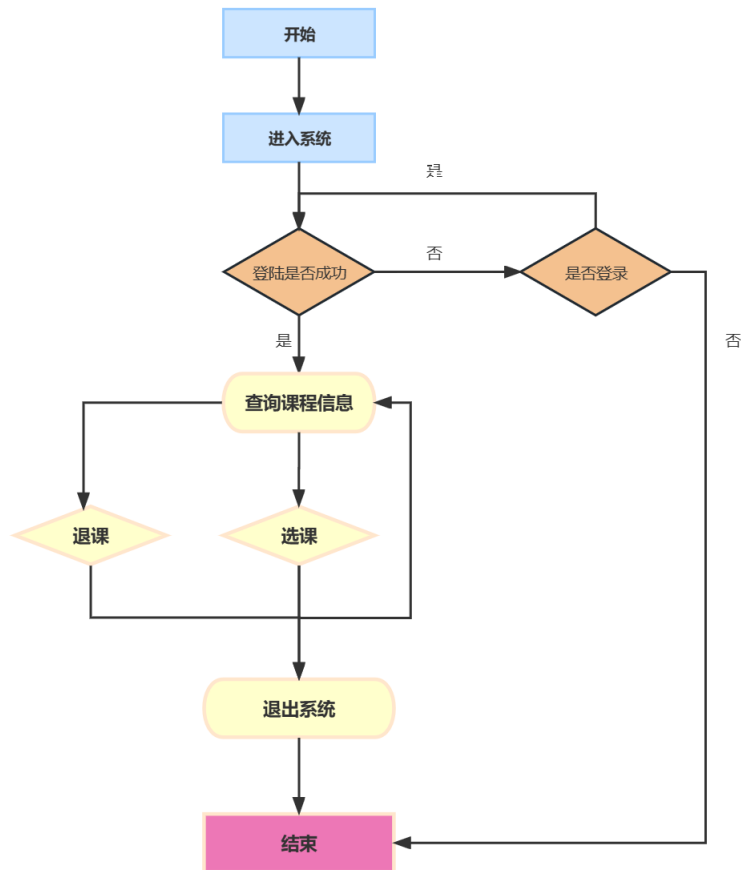 开始
进入系统
是
登陆是否成功
否
是否登录
是
否
查询课程信息
退课
选课
退出系统
结束